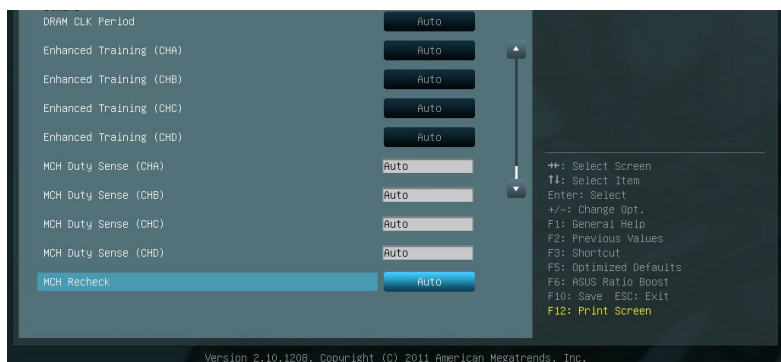 DRAM CLK Period Auto
Enhanced Training (CHA) Auto
Enhanced Training (CHB) Auto
Enhanced Training (CHC) Auto
Enhanced Training (CHD) Auto
MCH Duty Sense (CHA) Auto
MCH Duty Sense (CHB) Auto
MCH Duty Sense (CHC) Auto
MCH Duty Sense (CHD) Auto
MCH Recheck Auto
→←: Select Screen
↑↓: Select Item
Enter: Select
+/-: Change Opt.
F1: General Help
F2: Previous Values
F3: Shortcut
F5: Optimized Defaults
F6: ASUS Ratio Boost
F10: Save ESC: Exit
F12: Print Screen
Version 2.10.1208. Copyright (C) 2011 American Megatrends, Inc.